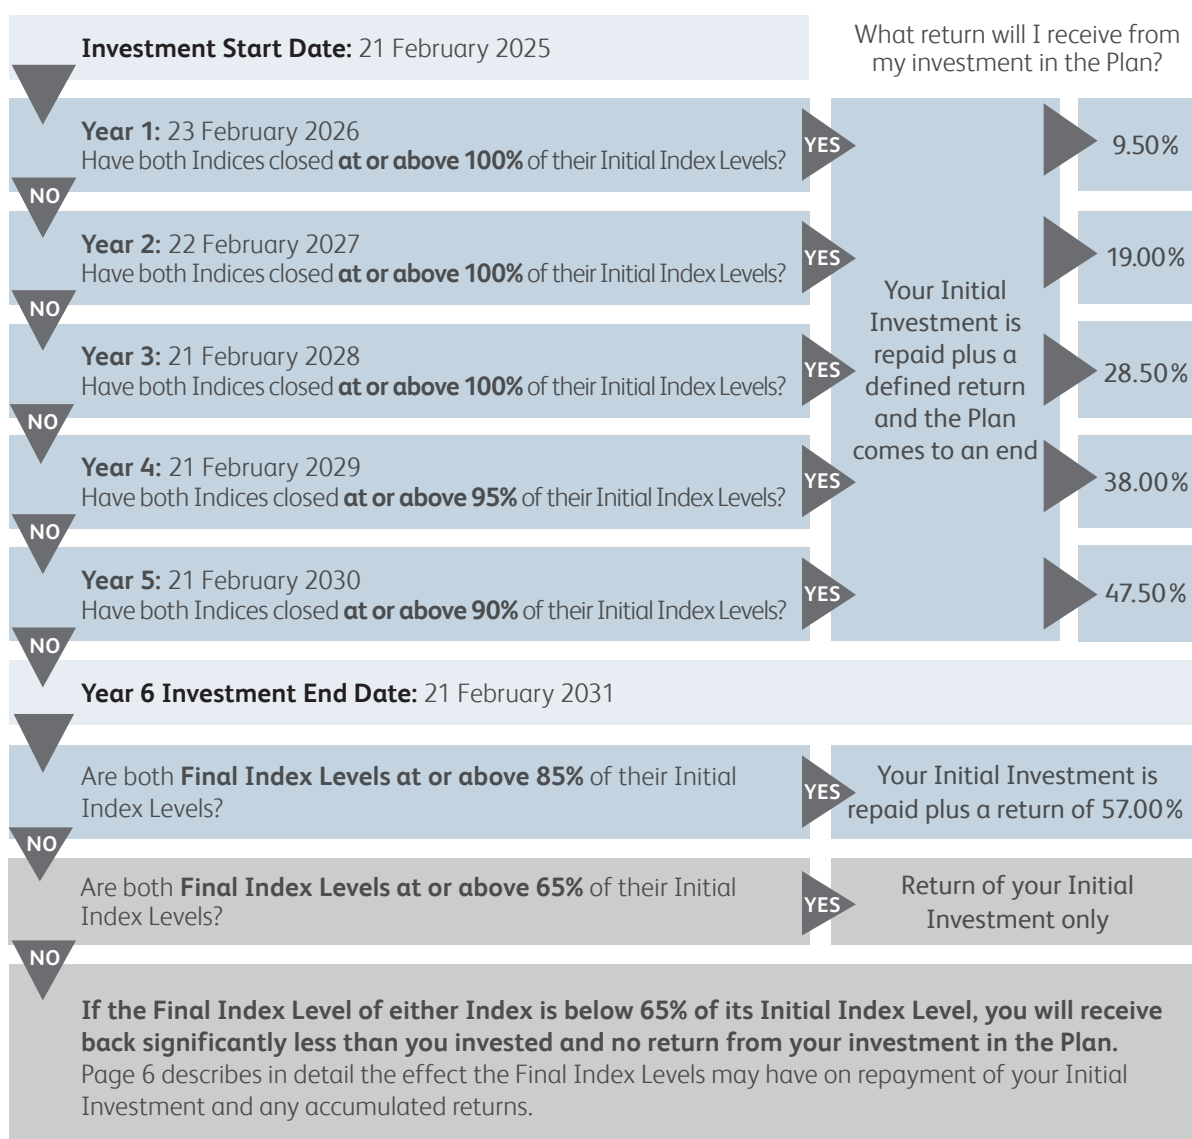 Investment Start Date: 21 February 2025
What return will I receive from
my investment in the Plan?
Year 1: 23 February 2026
Have both Indices closed at or above 100% of their Initial Index Levels?
YES
9.50%
NO
Year 2: 22 February 2027
Have both Indices closed at or above 100% of their Initial Index Levels?
YES
19.00%
NO
Year 3: 21 February 2028
Have both Indices closed at or above 100% of their Initial Index Levels?
YES
28.50%
NO
Year 4: 21 February 2029
Have both Indices closed at or above 95% of their Initial Index Levels?
YES
38.00%
NO
Year 5: 21 February 2030
Have both Indices closed at or above 90% of their Initial Index Levels?
YES
47.50%
Your Initial
Investment is
repaid plus a
defined return
and the Plan
comes to an end
NO
Year 6 Investment End Date: 21 February 2031
Are both Final Index Levels at or above 85% of their Initial
Index Levels?
YES
Your Initial Investment is
repaid plus a return of 57.00%
NO
Are both Final Index Levels at or above 65% of their Initial
Index Levels?
YES
Return of your Initial
Investment only
NO
If the Final Index Level of either Index is below 65% of its Initial Index Level, you will receive
back significantly less than you invested and no return from your investment in the Plan.
Page 6 describes in detail the effect the Final Index Levels may have on repayment of your Initial
Investment and any accumulated returns.